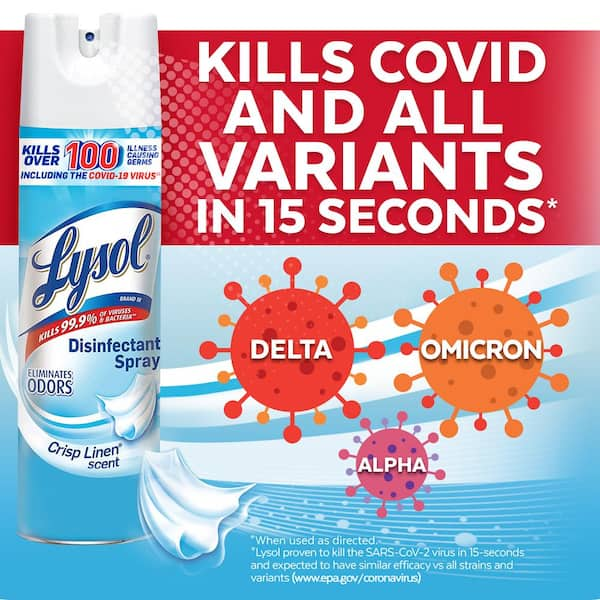 KILLS COVID
AND ALL
VARIANTS
IN 15 SECONDS*
KILLS OVER 100 ILLNESS CAUSING GERMS
INCLUDING THE COVID-19 VIRUS*
Lysol®
BRAND III
KILLS 99.9% OF VIRUSES & BACTERIA**
Disinfectant
Spray
ELIMINATES
ODORS
Crisp Linen®
scent
DELTA
OMICRON
ALPHA
*When used as directed.
*Lysol proven to kill the SARS-CoV-2 virus in 15-seconds
and expected to have similar efficacy vs all strains and
variants (www.epa.gov/coronavirus)